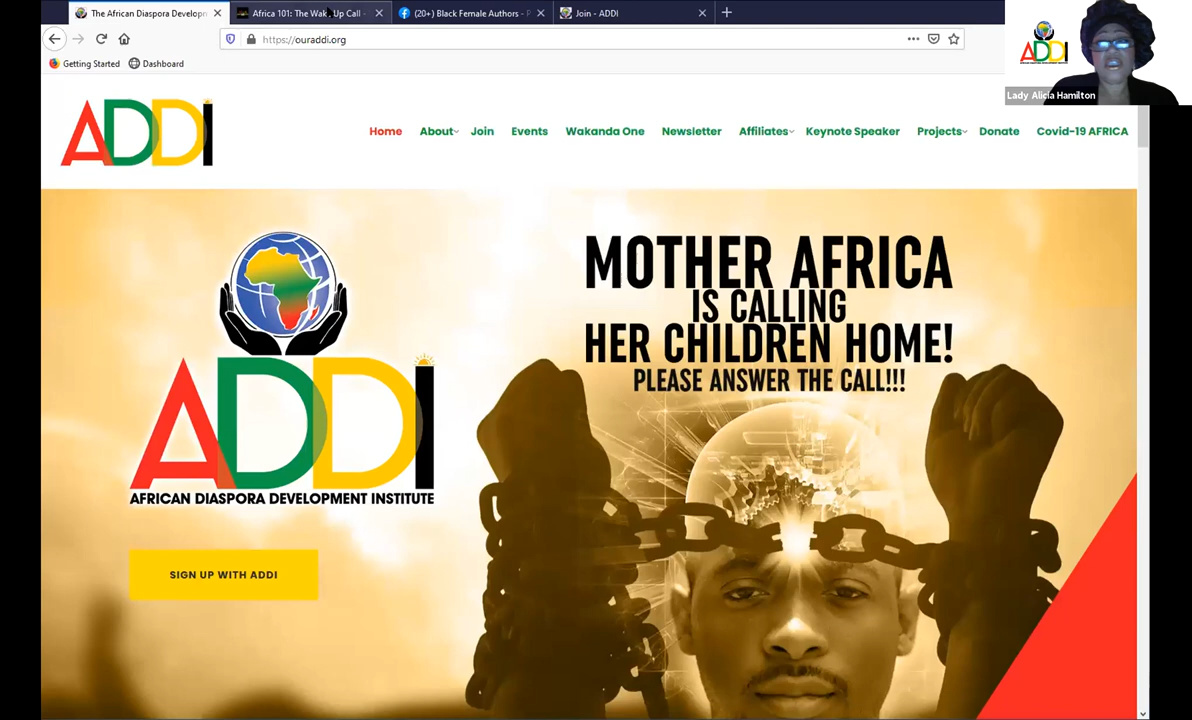 The African Diaspora Developm
Africa 101: The Wake Up Call -
(20+) Black Female Authors - P
Join - ADDI
https://ouraddi.org
Getting Started
Dashboard
ADDI
Lady Alicia Hamilton
ADDI
Home
About
Join
Events
Wakanda One
Newsletter
Affiliates
Keynote Speaker
Projects
Donate
Covid-19 AFRICA
MOTHER AFRICA
IS CALLING
HER CHILDREN HOME!
PLEASE ANSWER THE CALL!!!
ADDI
AFRICAN DIASPORA DEVELOPMENT INSTITUTE
SIGN UP WITH ADDI